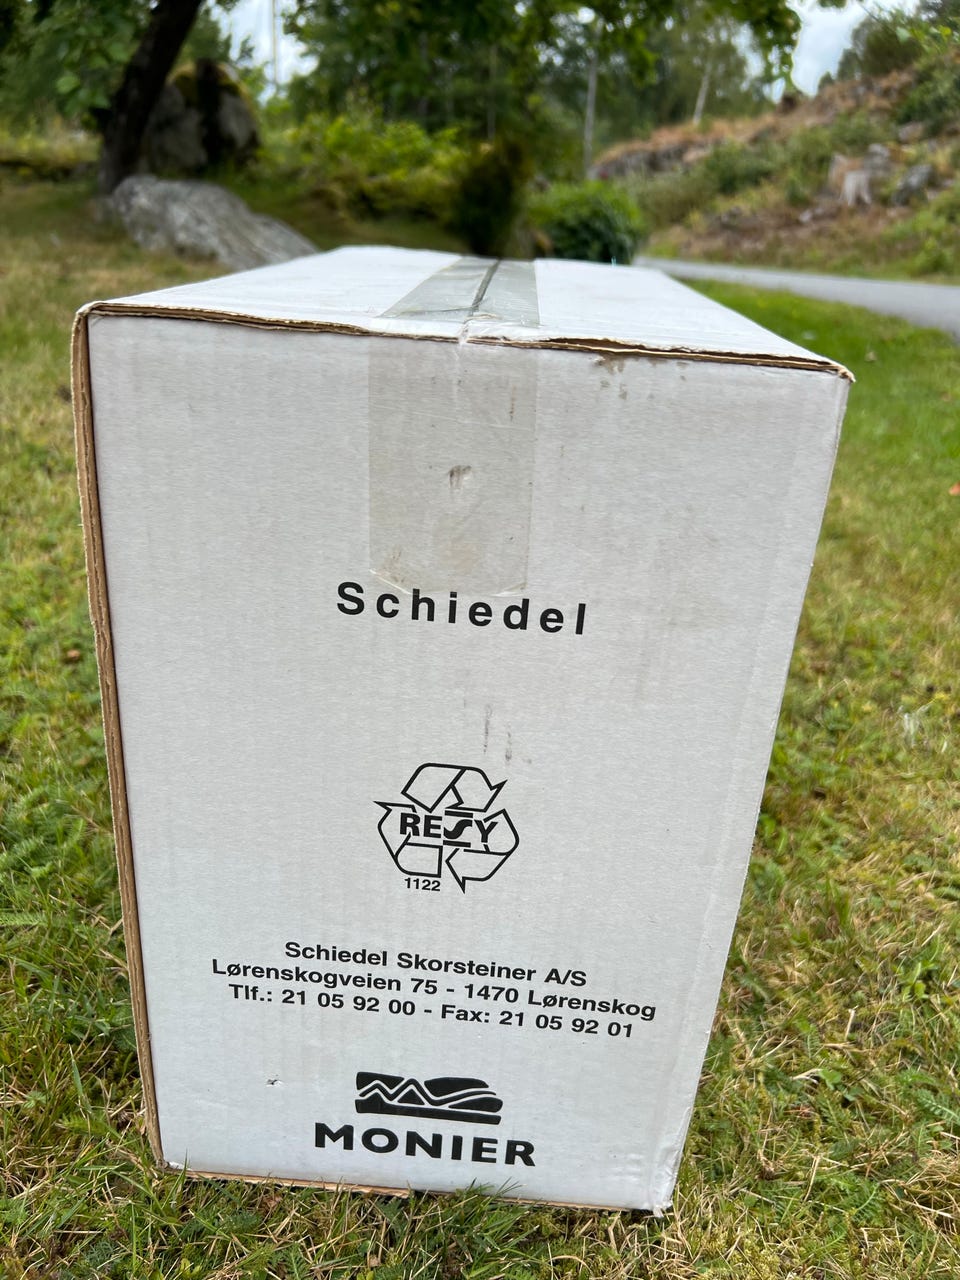 Schiedel
RESY
1122
Schiedel Skorsteiner A/S
Lørenskogveien 75 - 1470 Lørenskog
Tlf.: 21 05 92 00 - Fax: 21 05 92 01
MONIER